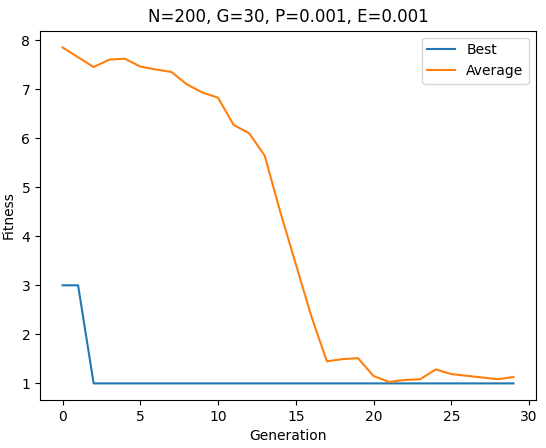 N=200, G=30, P=0.001, E=0.001
Best
Average
8
7
6
5
4
3
2
1
Fitness
0 5 10 15 20 25 30
Generation